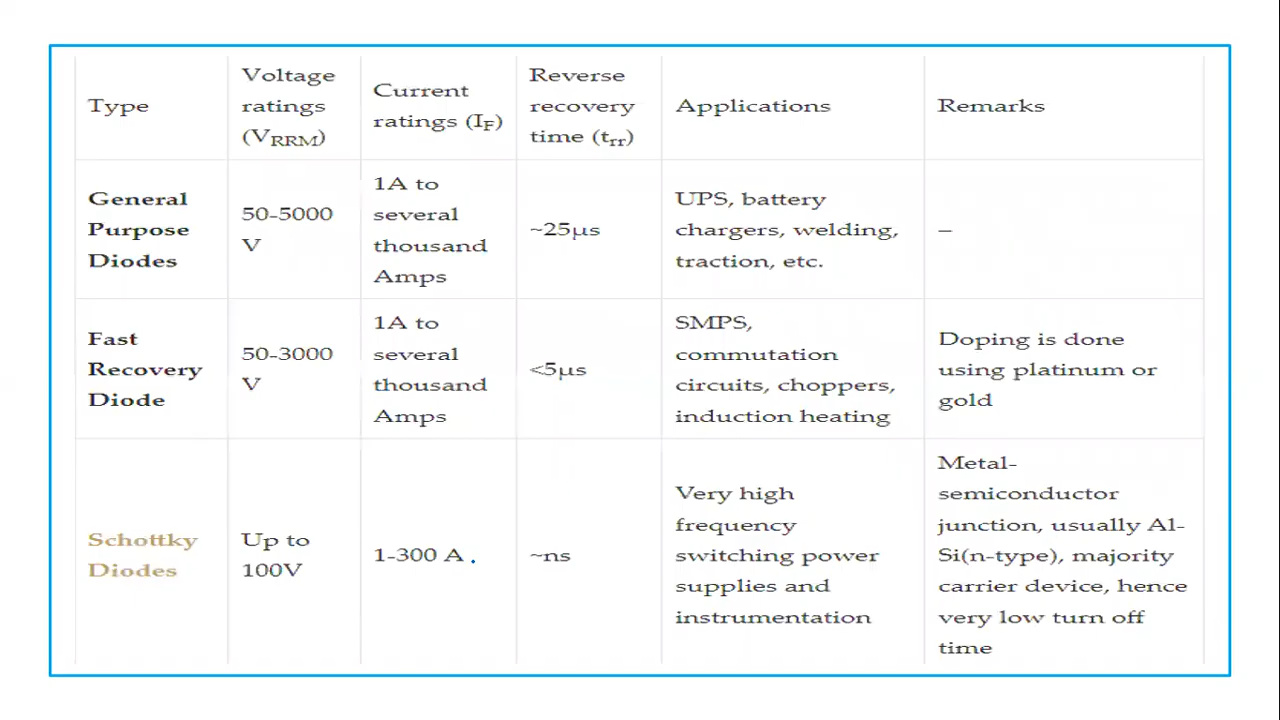 Type
Voltage
ratings
(VRRM)
Current
ratings (IF)
Reverse
recovery
time (trr)
Applications
Remarks
General
Purpose
Diodes
50-5000
V
1A to
several
thousand
Amps
~25μs
UPS, battery
chargers, welding,
traction, etc.
–
Fast
Recovery
Diode
50-3000
V
1A to
several
thousand
Amps
<5μs
SMPS,
commutation
circuits, choppers,
induction heating
Doping is done
using platinum or
gold
Schottky
Diodes
Up to
100V
1-300 A
~ns
Very high
frequency
switching power
supplies and
instrumentation
Metal-
semiconductor
junction, usually Al-
Si(n-type), majority
carrier device, hence
very low turn off
time